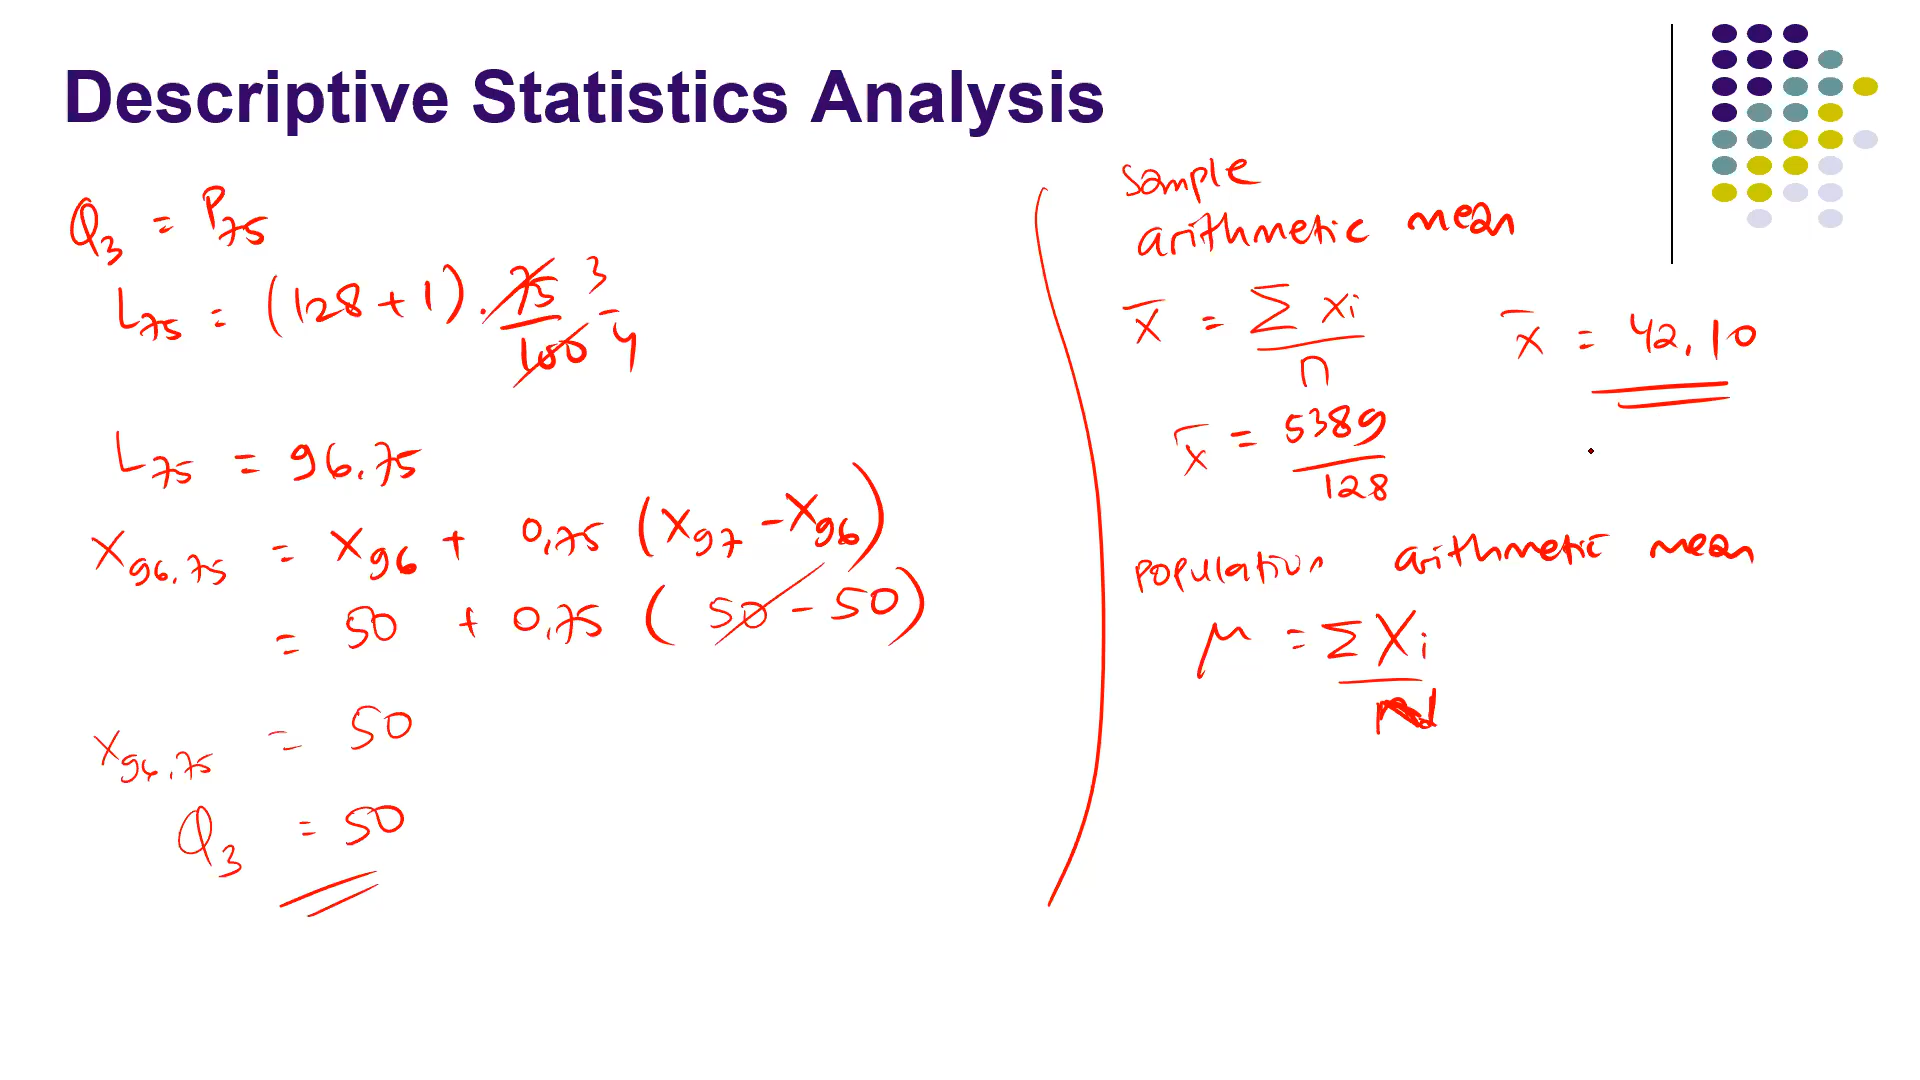 Descriptive Statistics Analysis
Q3 = P75
L75 = (128 + 1) . 75/100 3/4
L75 = 96.75
X96.75 = X96 + 0,75 (X97 - X96)
= 50 + 0,75 (50 - 50)
X96.75 = 50
Q3 = 50
Sample
arithmetic mean
x̄ = Σ xi / n
x̄ = 42.10
x̄ = 5389 / 128
population arithmetic mean
μ = Σ Xi / N